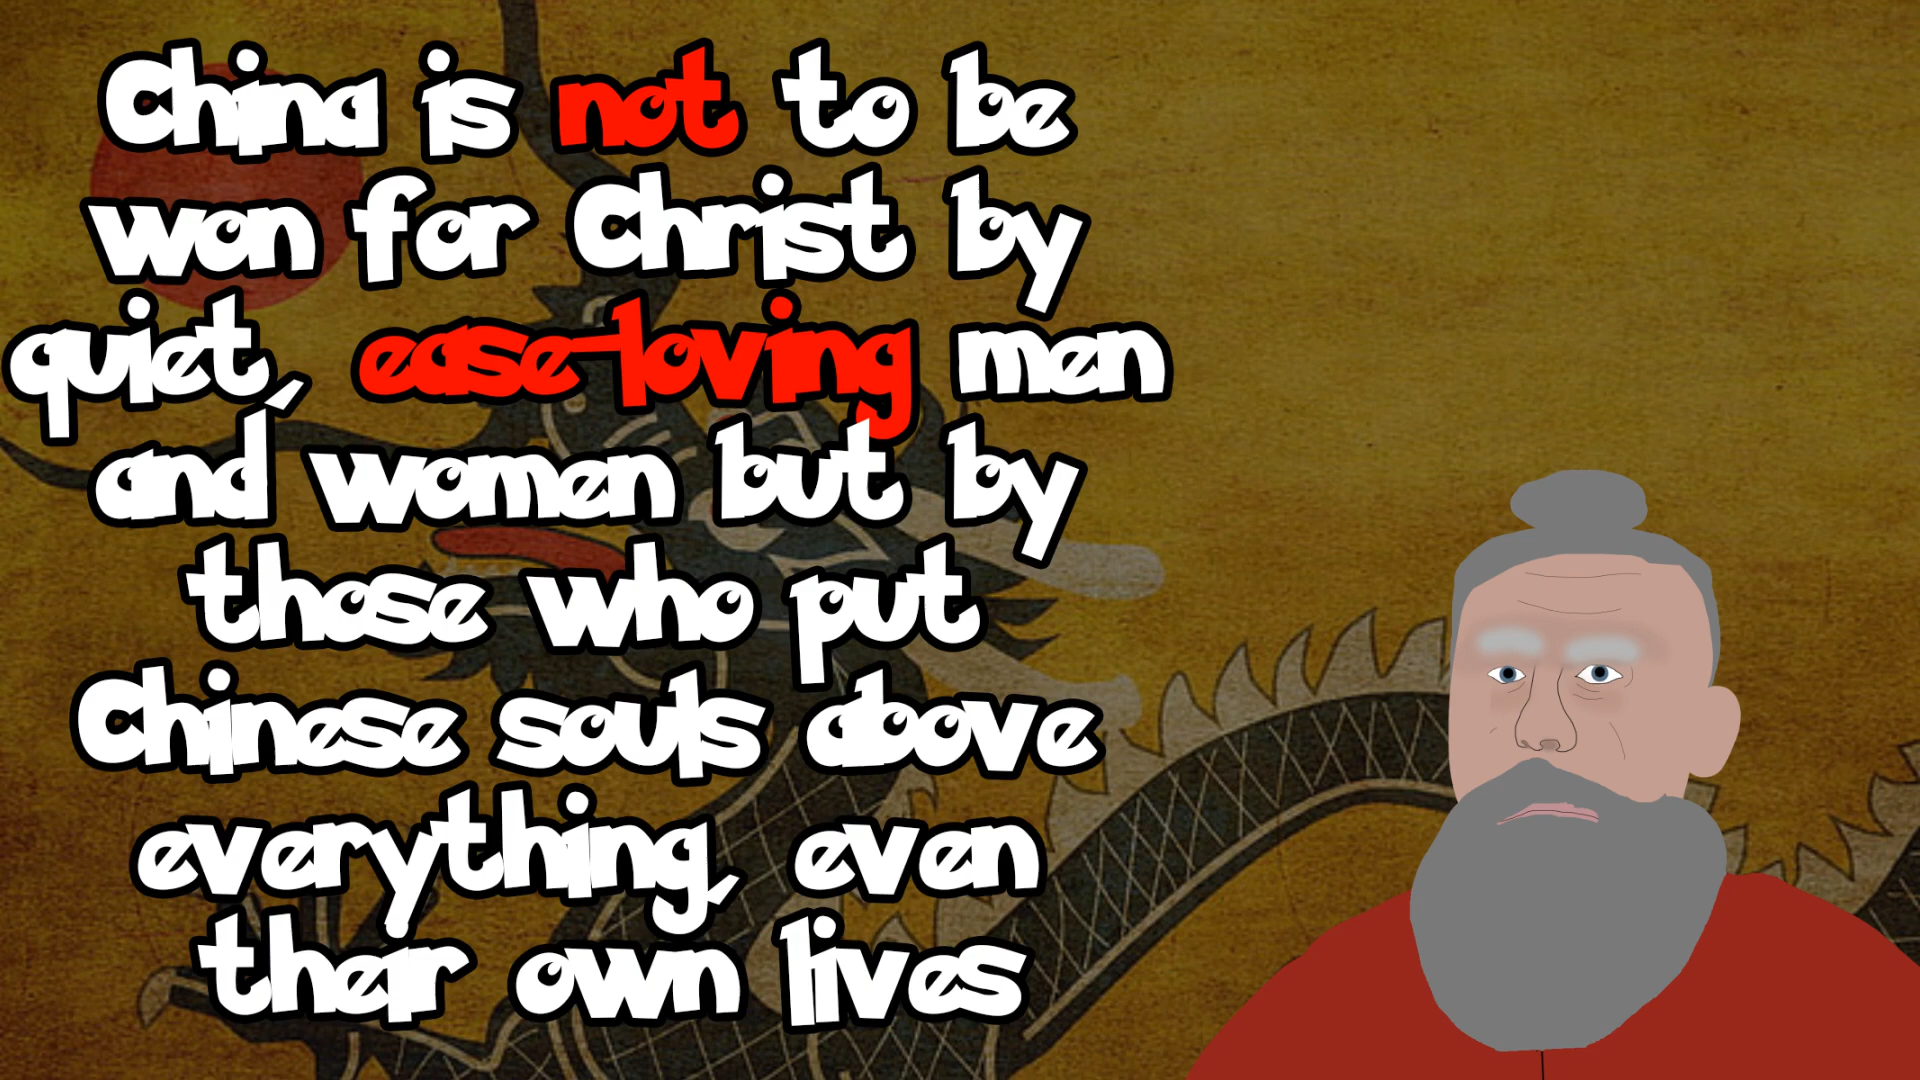 China is not to be
won for Christ by
quiet, ease-loving men
and women but by
those who put
Chinese souls above
everything, even
their own lives